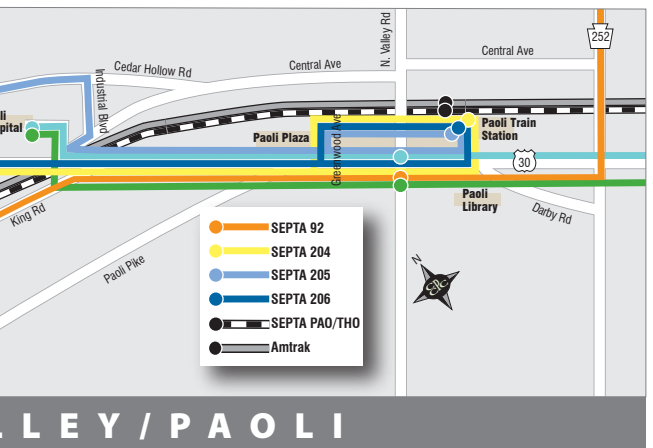 N. Valley Rd
252
Cedar Hollow Rd
Central Ave
Central Ave
Industrial Blvd
li
pital
Paoli Plaza
Greenwood Ave
Paoli Train
Station
30
Paoli
Library
Darby Rd
King Rd
Paoli Pike
N
SEPTA 92
SEPTA 204
SEPTA 205
SEPTA 206
SEPTA PAO/THO
Amtrak
LLEY/PAOLI